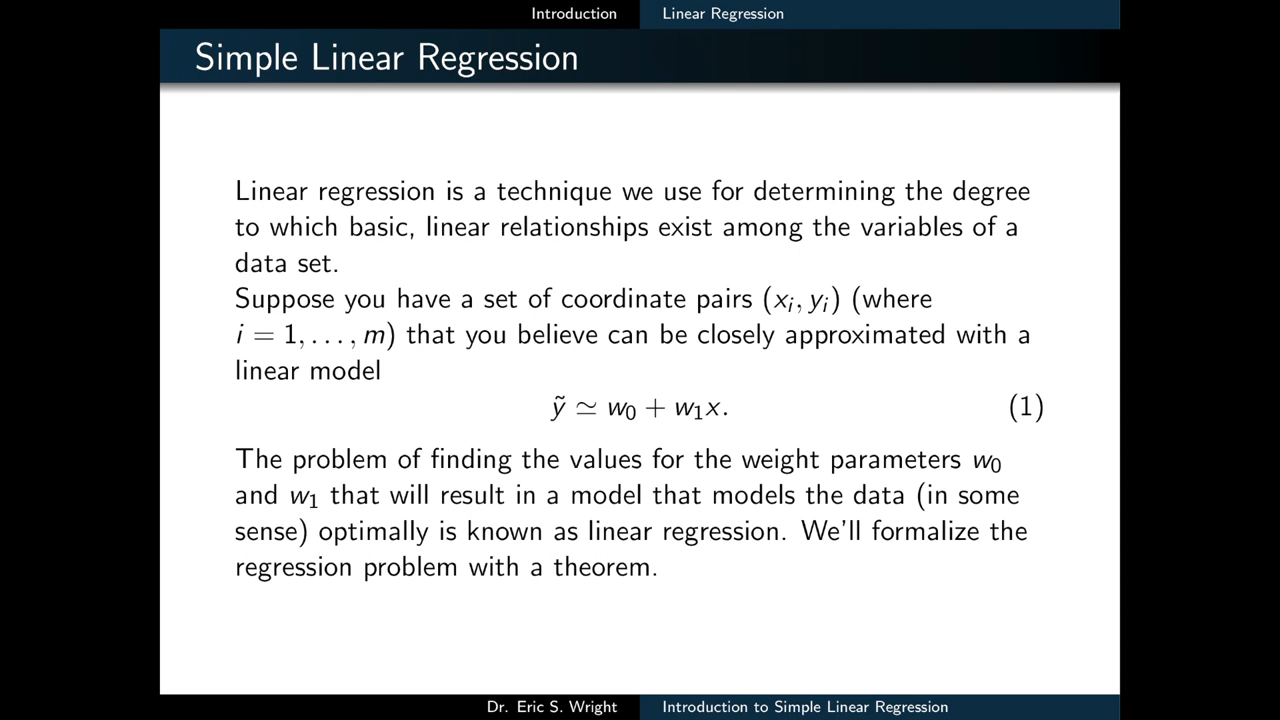 Introduction Linear Regression
Simple Linear Regression
Linear regression is a technique we use for determining the degree
to which basic, linear relationships exist among the variables of a
data set.
Suppose you have a set of coordinate pairs (xᵢ, yᵢ) (where
i = 1, . . . , m) that you believe can be closely approximated with a
linear model
ỹ ≃ w₀ + w₁x. (1)
The problem of finding the values for the weight parameters w₀
and w₁ that will result in a model that models the data (in some
sense) optimally is known as linear regression. We'll formalize the
regression problem with a theorem.
Dr. Eric S. Wright Introduction to Simple Linear Regression